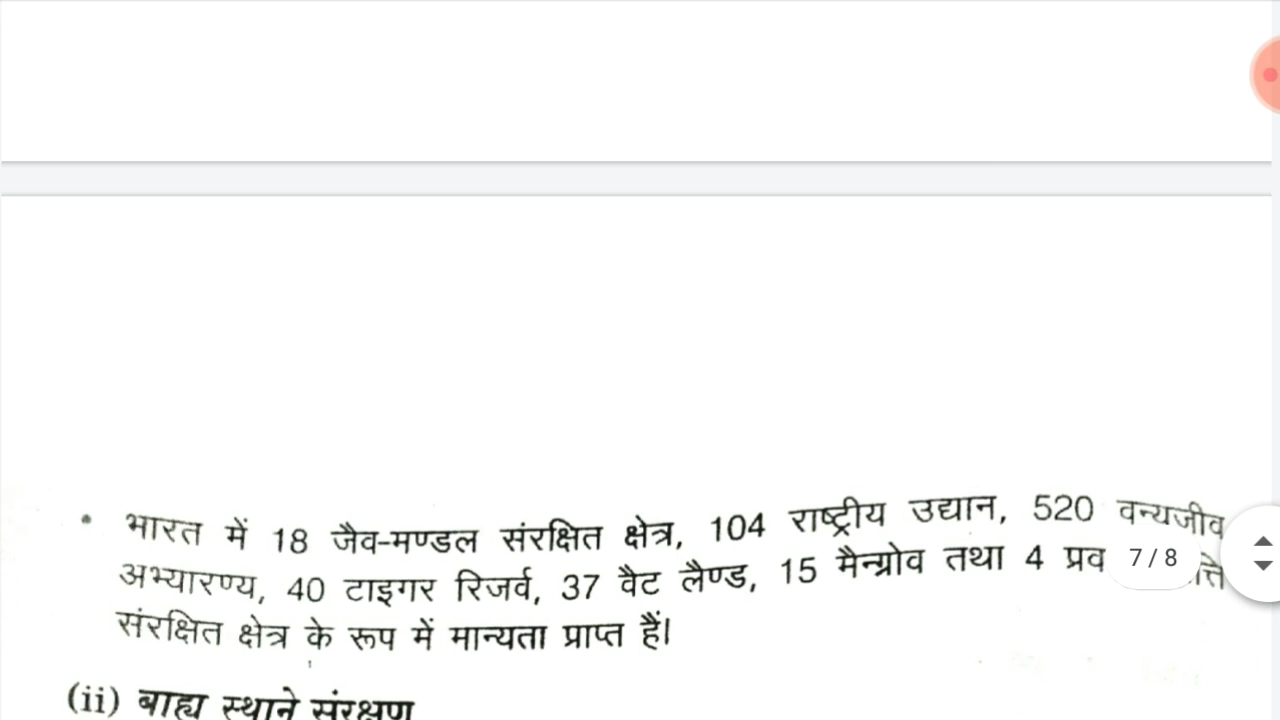 • भारत में 18 जैव-मण्डल संरक्षित क्षेत्र, 104 राष्ट्रीय उद्यान, 520 वन्यजीव
अभ्यारण्य, 40 टाइगर रिजर्व, 37 वैट लैण्ड, 15 मैन्ग्रोव तथा 4 प्रव
7 / 8
संरक्षित क्षेत्र के रूप में मान्यता प्राप्त हैं।
(ii) बाह्य स्थाने संरक्षण